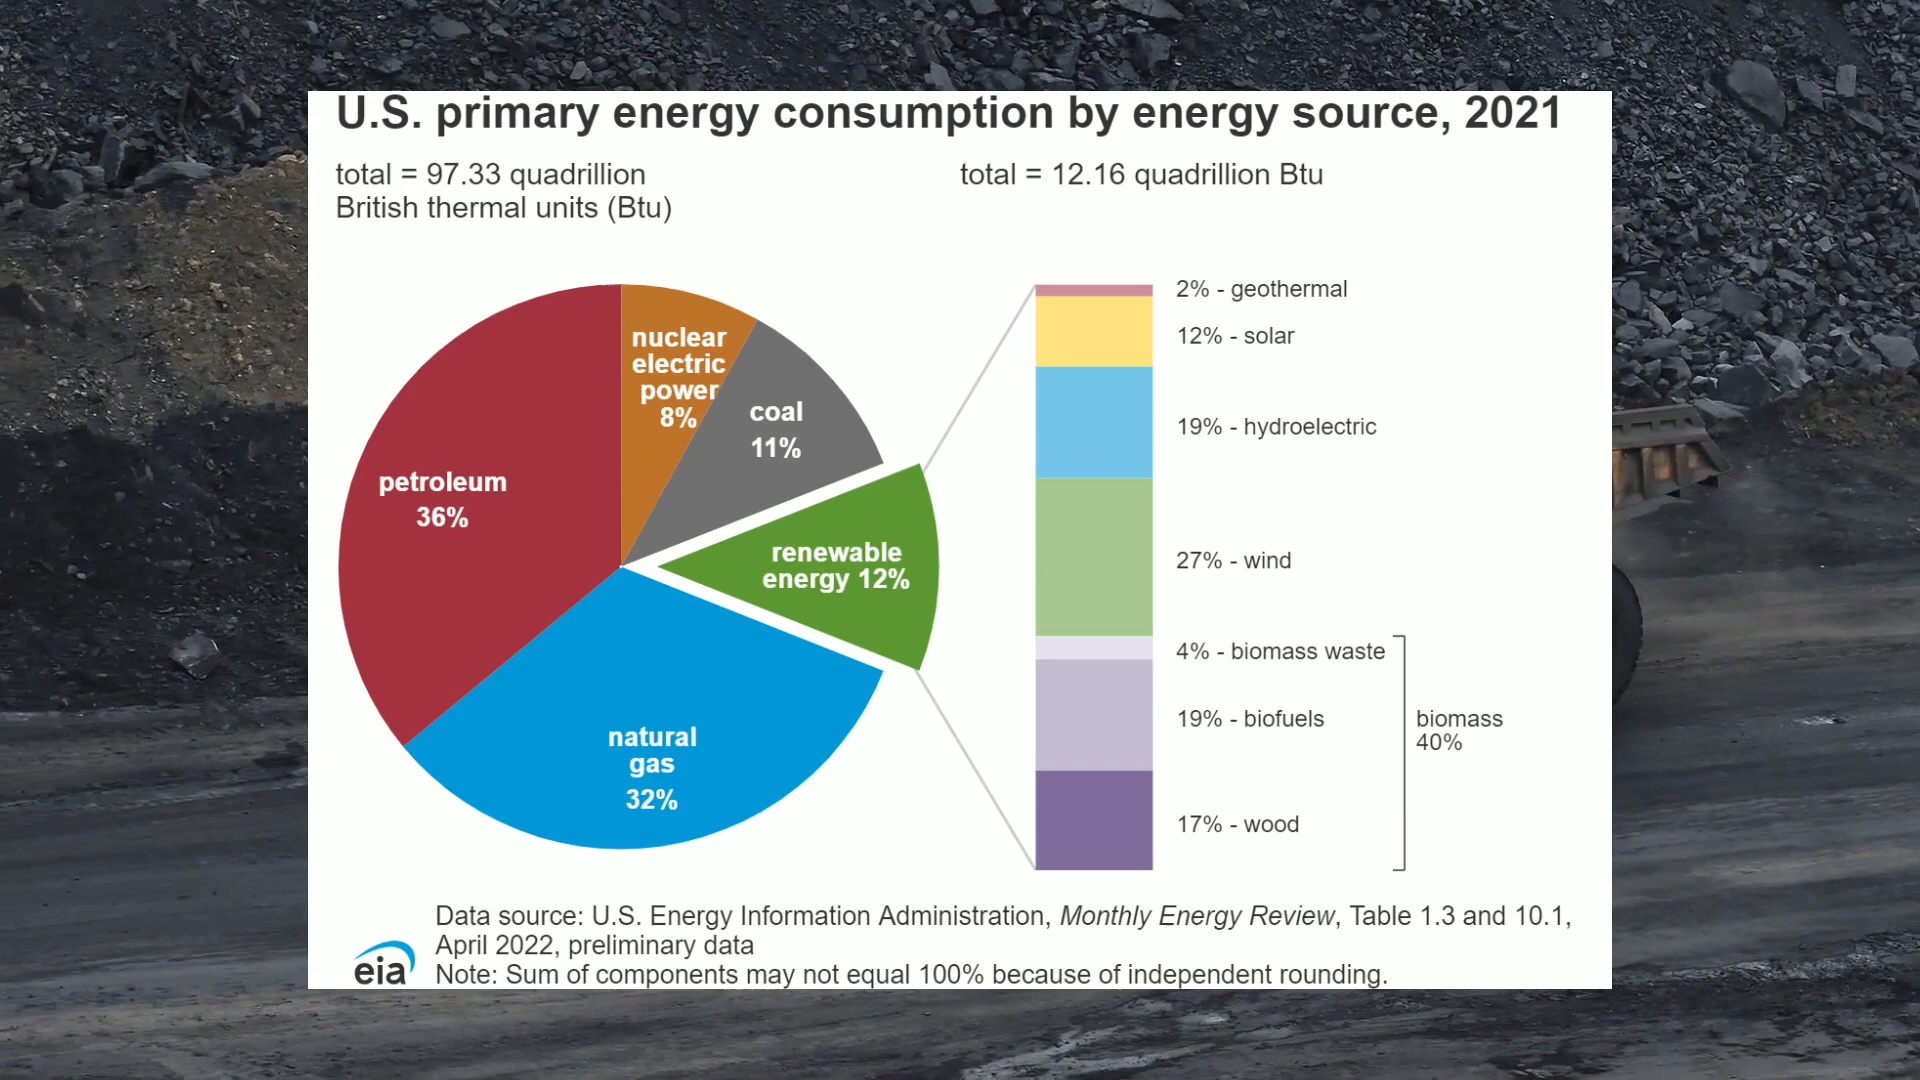 U.S. primary energy consumption by energy source, 2021
total = 97.33 quadrillion
British thermal units (Btu)
total = 12.16 quadrillion Btu
nuclear
electric
power
8%
coal
11%
petroleum
36%
renewable
energy 12%
natural
gas
32%
2% - geothermal
12% - solar
19% - hydroelectric
27% - wind
4% - biomass waste
19% - biofuels
17% - wood
biomass
40%
Data source: U.S. Energy Information Administration, Monthly Energy Review, Table 1.3 and 10.1,
April 2022, preliminary data
Note: Sum of components may not equal 100% because of independent rounding.
eia